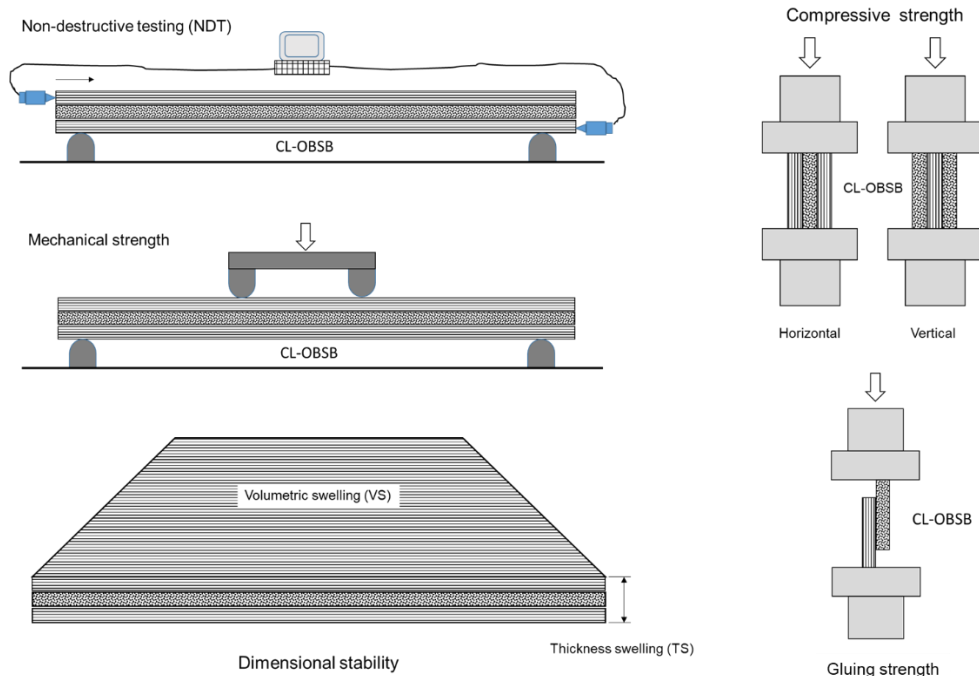 Non-destructive testing (NDT)
CL-OBSB
Mechanical strength
CL-OBSB
Volumetric swelling (VS)
Thickness swelling (TS)
Dimensional stability
Compressive strength
CL-OBSB
Horizontal
Vertical
CL-OBSB
Gluing strength